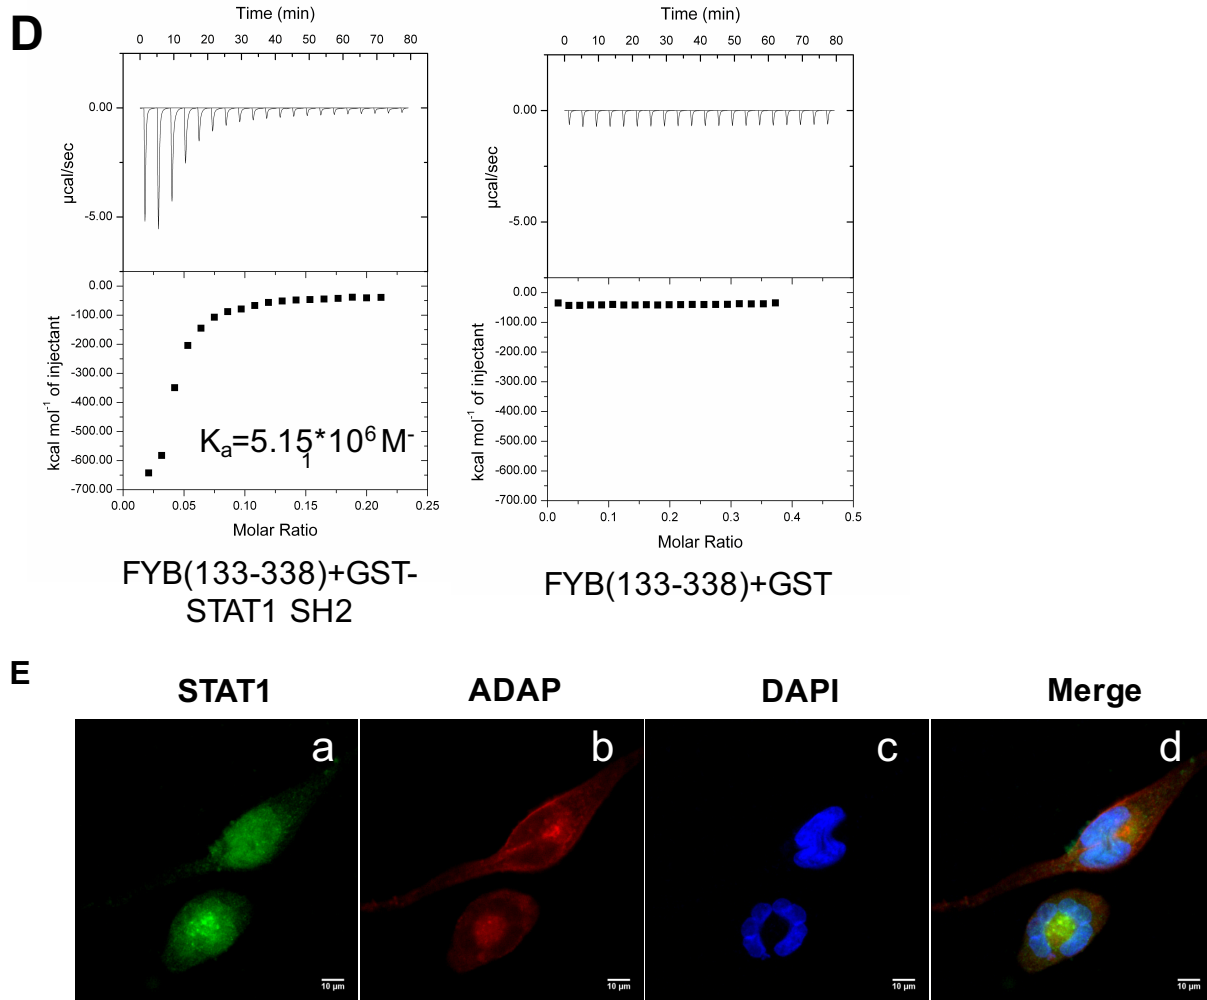 D
Time (min)
0 10 20 30 40 50 60 70 80
0.00
-5.00
µcal/sec
0.00
-100.00
-200.00
-300.00
-400.00
-500.00
-600.00
-700.00
kcal mol⁻¹ of injectant
Kₐ=5.15*10⁶ M⁻
1
0.00 0.05 0.10 0.15 0.20 0.25
Molar Ratio
FYB(133-338)+GST-
STAT1 SH2
Time (min)
0 10 20 30 40 50 60 70 80
0.00
-5.00
µcal/sec
0.00
-100.00
-200.00
-300.00
-400.00
-500.00
-600.00
-700.00
kcal mol⁻¹ of injectant
0.0 0.1 0.2 0.3 0.4 0.5
Molar Ratio
FYB(133-338)+GST
E
STAT1 ADAP DAPI Merge
a b c d
10 µm 10 µm 10 µm 10 µm